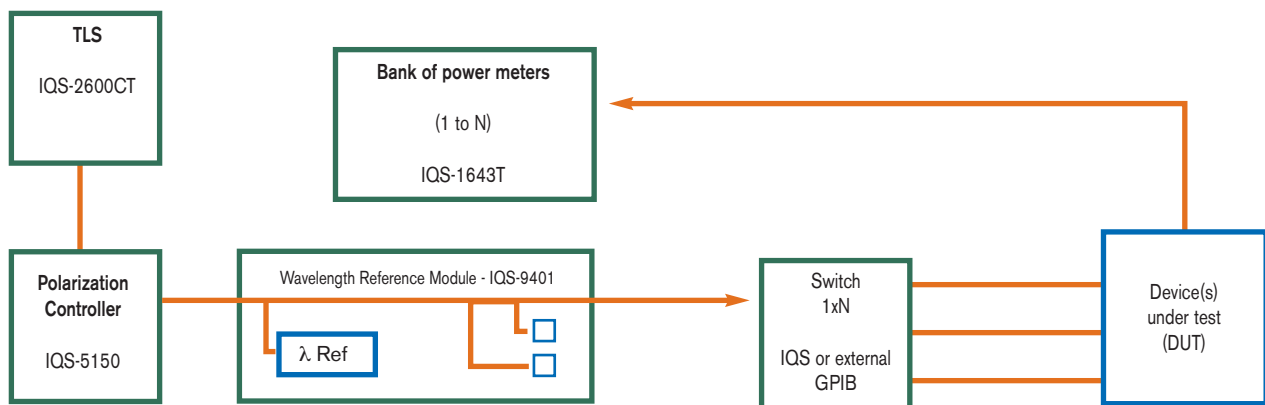 TLS
IQS-2600CT
Bank of power meters
(1 to N)
IQS-1643T
Polarization
Controller
IQS-5150
Wavelength Reference Module - IQS-9401
λ Ref
Switch
1xN
IQS or external
GPIB
Device(s)
under test
(DUT)